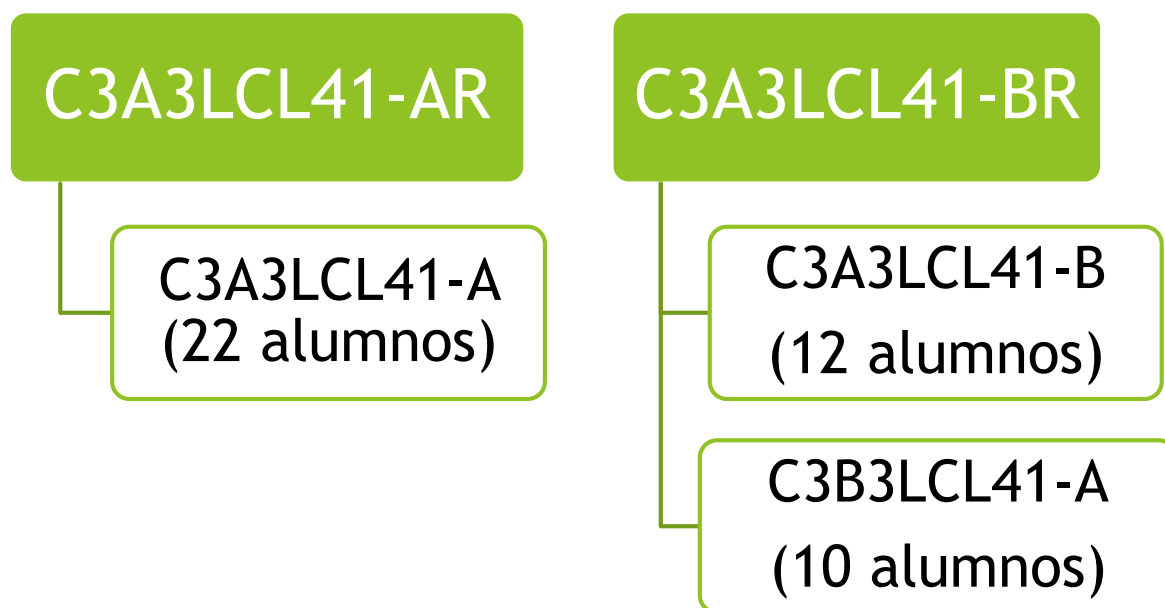 C3A3LCL41-AR
C3A3LCL41-A
(22 alumnos)
C3A3LCL41-BR
C3A3LCL41-B
(12 alumnos)
C3B3LCL41-A
(10 alumnos)